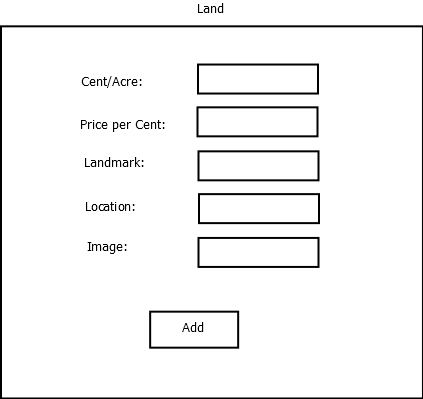 Land
Cent/Acre:
Price per Cent:
Landmark:
Location:
Image:
Add